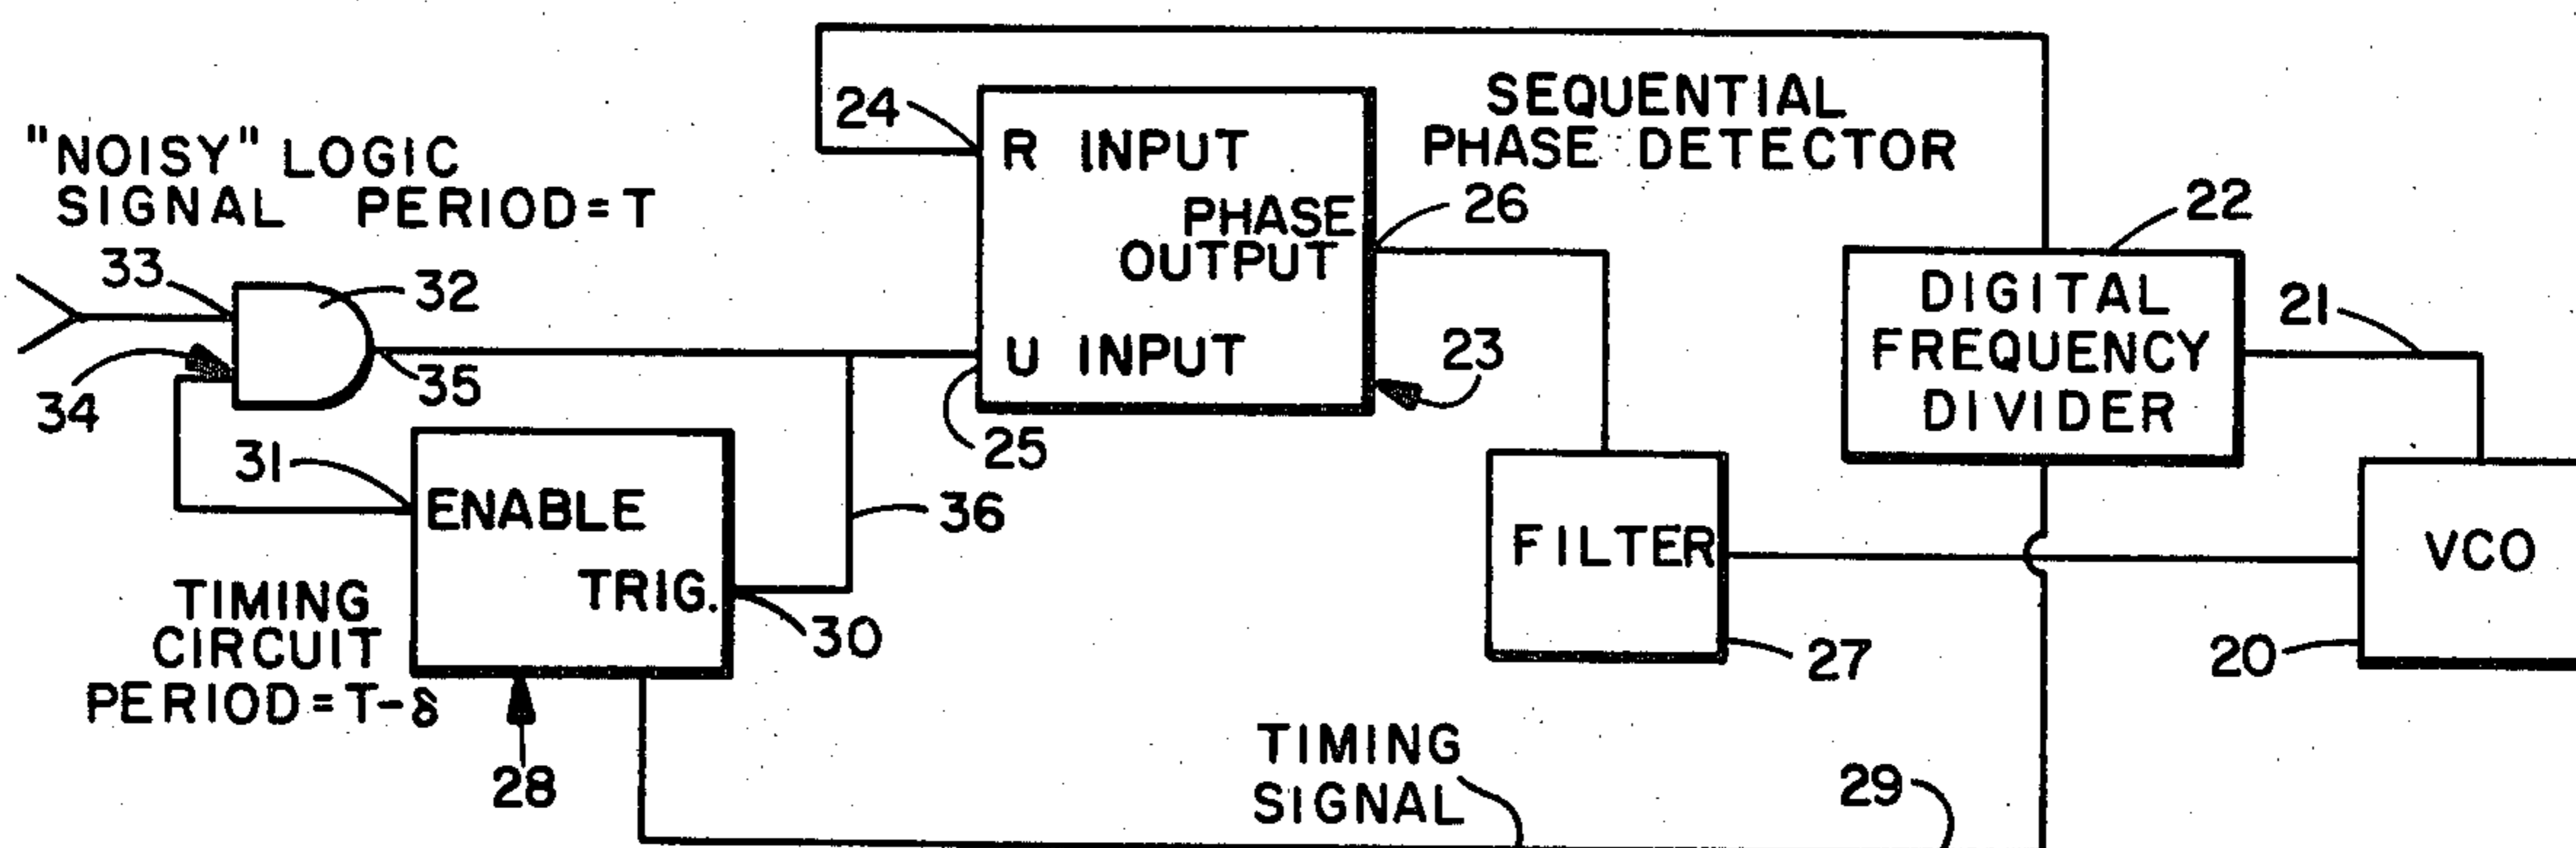 "NOISY" LOGIC
SIGNAL PERIOD=T
33
32
34
35
31
ENABLE
TRIG.
36
30
TIMING
CIRCUIT
PERIOD=T-δ
28
24
R INPUT
PHASE
OUTPUT
U INPUT
25
SEQUENTIAL
PHASE DETECTOR
26
23
FILTER
27
22
DIGITAL
FREQUENCY
DIVIDER
21
VCO
20
TIMING
SIGNAL
29